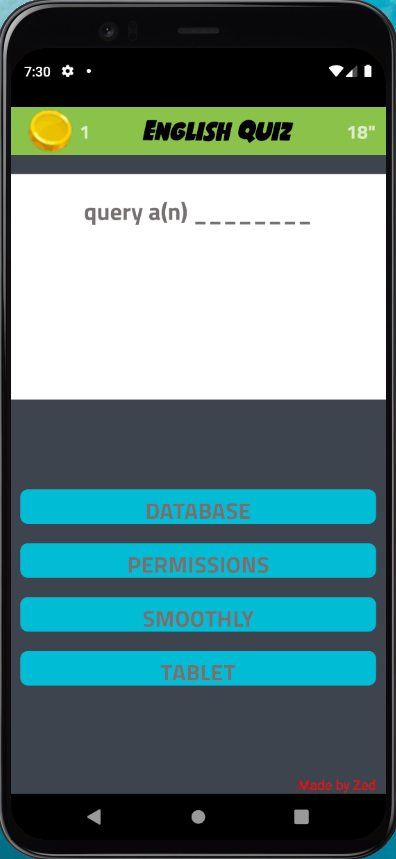 7:30
1 ENGLISH QUIZ 18"
query a(n) ________
DATABASE
PERMISSIONS
SMOOTHLY
TABLET
Made by Zed